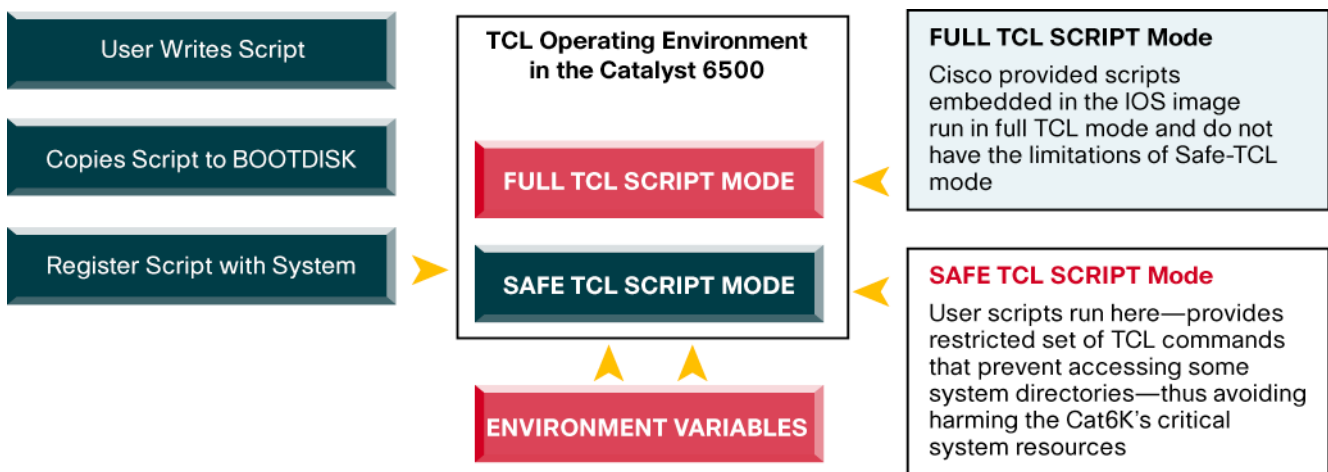 User Writes Script
Copies Script to BOOTDISK
Register Script with System
TCL Operating Environment
in the Catalyst 6500
FULL TCL SCRIPT MODE
SAFE TCL SCRIPT MODE
ENVIRONMENT VARIABLES
FULL TCL SCRIPT Mode
Cisco provided scripts
embedded in the IOS image
run in full TCL mode and do not
have the limitations of Safe-TCL
mode
SAFE TCL SCRIPT Mode
User scripts run here—provides
restricted set of TCL commands
that prevent accessing some
system directories—thus avoiding
harming the Cat6K's critical
system resources